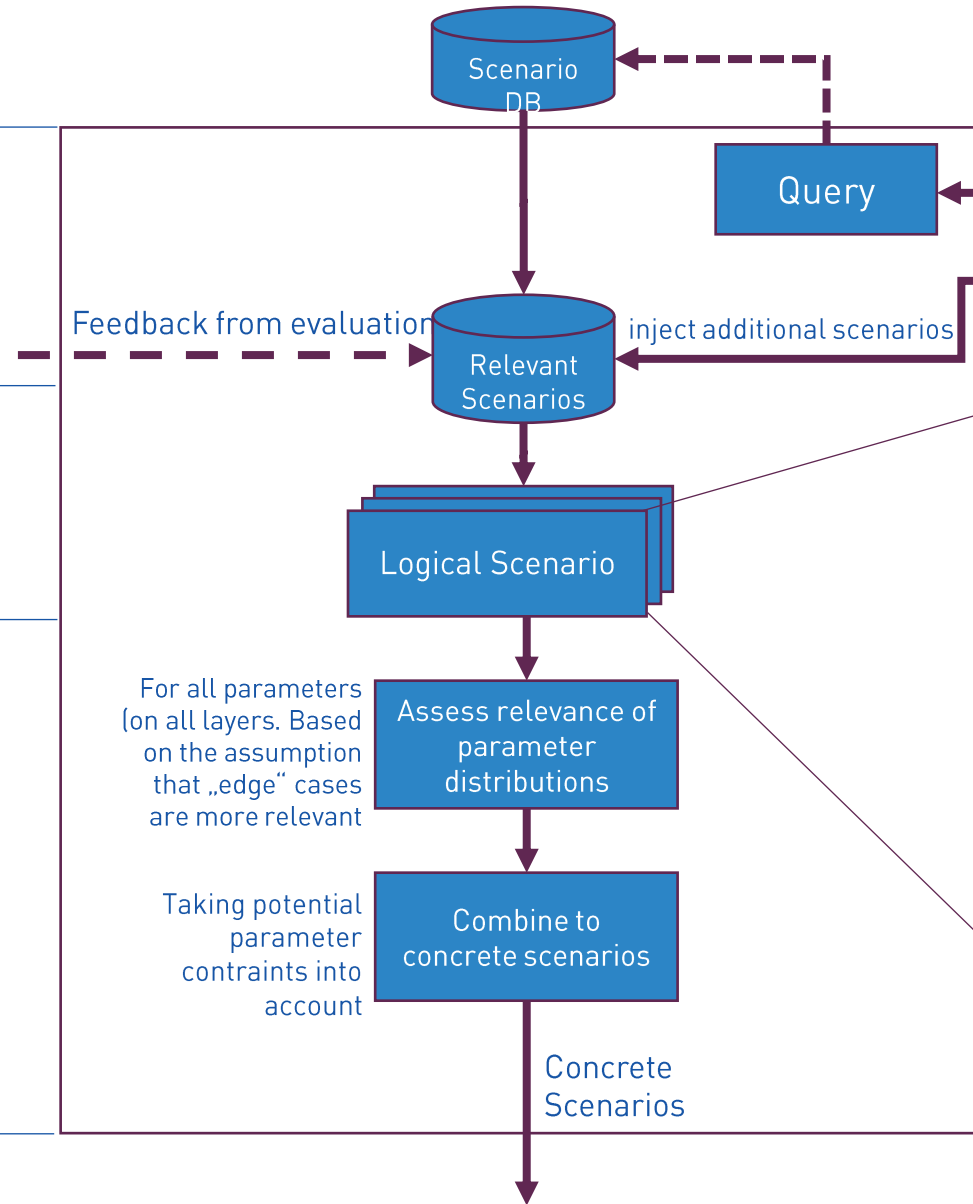 Scenario
DB
Query
Feedback from evaluation
inject additional scenarios
Relevant
Scenarios
Logical Scenario
For all parameters
(on all layers. Based
on the assumption
that „edge“ cases
are more relevant
Assess relevance of
parameter
distributions
Taking potential
parameter
contraints into
account
Combine to
concrete scenarios
Concrete
Scenarios